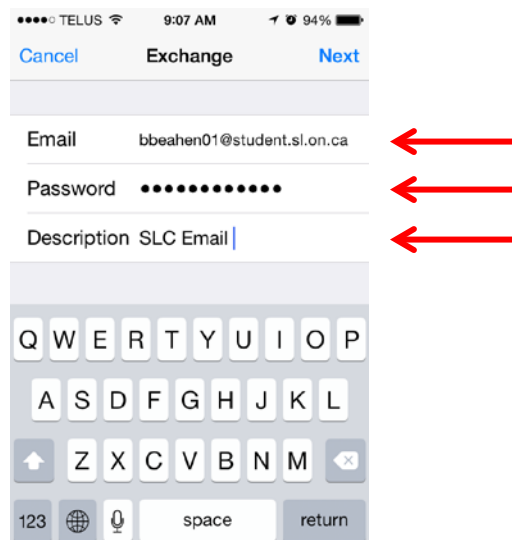 TELUS 9:07 AM 94%
Cancel Exchange Next
Email bbeahen01@student.sl.on.ca
Password ●●●●●●●●●●●●
Description SLC Email
Q W E R T Y U I O P
A S D F G H J K L
Z X C V B N M
123 space return